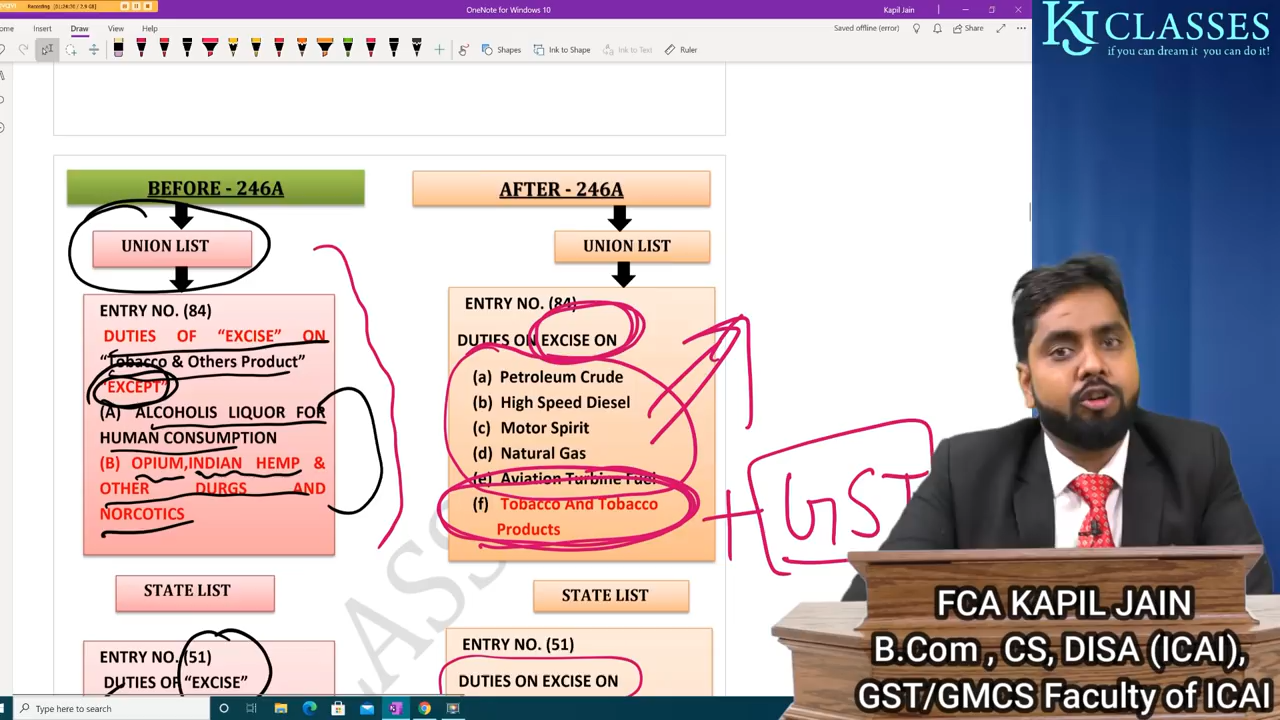 OneNote for Windows 10
Kapil Jain
Insert
Draw
View
Help
Shapes
Ink to Shape
Ink to Text
Ruler
Saved offline (error)
Share
KJ CLASSES
if you can dream it you can do it!
BEFORE - 246A
UNION LIST
ENTRY NO. (84)
DUTIES OF “EXCISE” ON
“Tobacco & Others Product”
“EXCEPT”
(A) ALCOHOLIS LIQUOR FOR
HUMAN CONSUMPTION
(B) OPIUM,INDIAN HEMP &
OTHER DURGS AND
NORCOTICS
STATE LIST
ENTRY NO. (51)
DUTIES OF “EXCISE”
AFTER - 246A
UNION LIST
ENTRY NO. (84)
DUTIES ON EXCISE ON
(a) Petroleum Crude
(b) High Speed Diesel
(c) Motor Spirit
(d) Natural Gas
(e) Aviation Turbine Fuel
(f) Tobacco And Tobacco
Products
+ GST
STATE LIST
ENTRY NO. (51)
DUTIES ON EXCISE ON
FCA KAPIL JAIN
B.Com , CS, DISA (ICAI),
GST/GMCS Faculty of ICAI
Type here to search